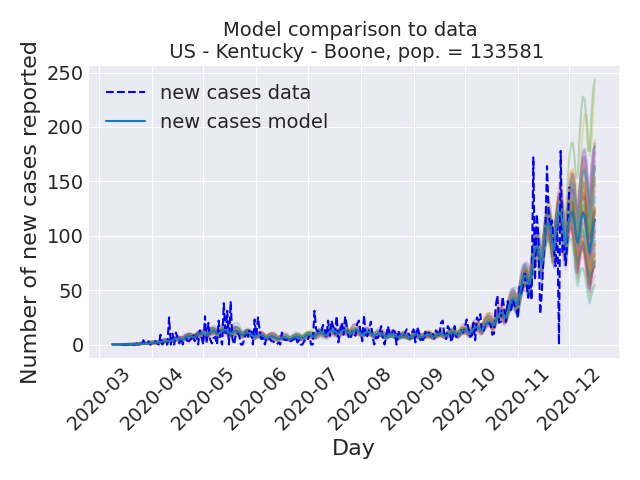 Model comparison to data
US - Kentucky - Boone, pop. = 133581
Number of new cases reported
250
200
150
100
50
0
new cases data
new cases model
2020-03
2020-04
2020-05
2020-06
2020-07
2020-08
2020-09
2020-10
2020-11
2020-12
Day